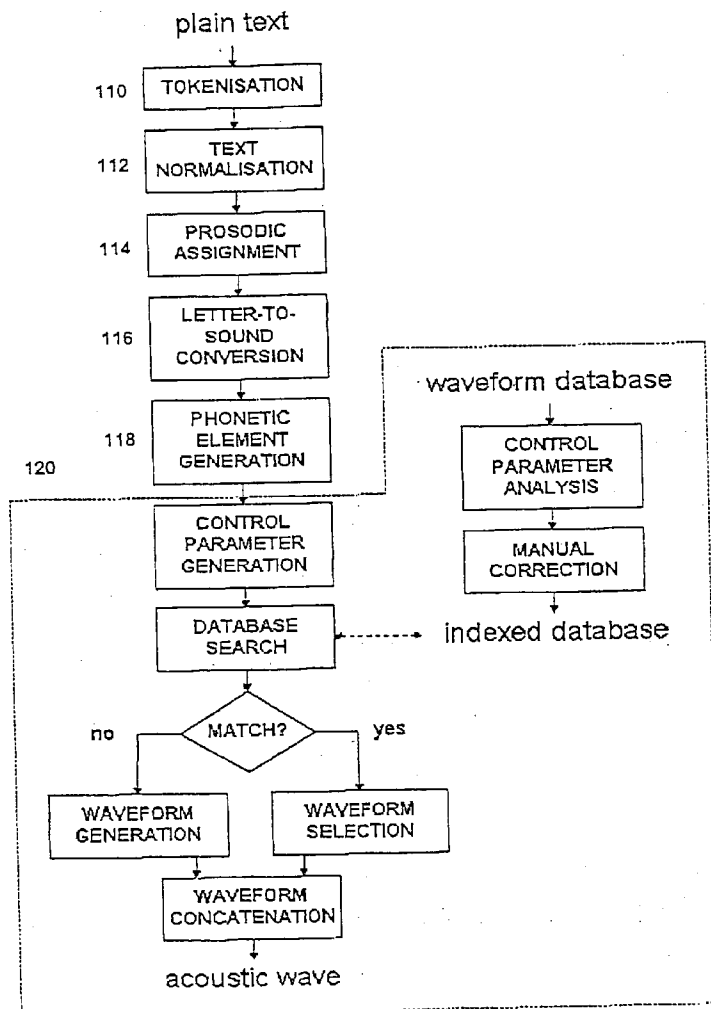 plain text
110
TOKENISATION
112
TEXT
NORMALISATION
114
PROSODIC
ASSIGNMENT
116
LETTER-TO-
SOUND
CONVERSION
118
PHONETIC
ELEMENT
GENERATION
120
CONTROL
PARAMETER
GENERATION
DATABASE
SEARCH
waveform database
CONTROL
PARAMETER
ANALYSIS
MANUAL
CORRECTION
indexed database
MATCH?
no
yes
WAVEFORM
GENERATION
WAVEFORM
SELECTION
WAVEFORM
CONCATENATION
acoustic wave